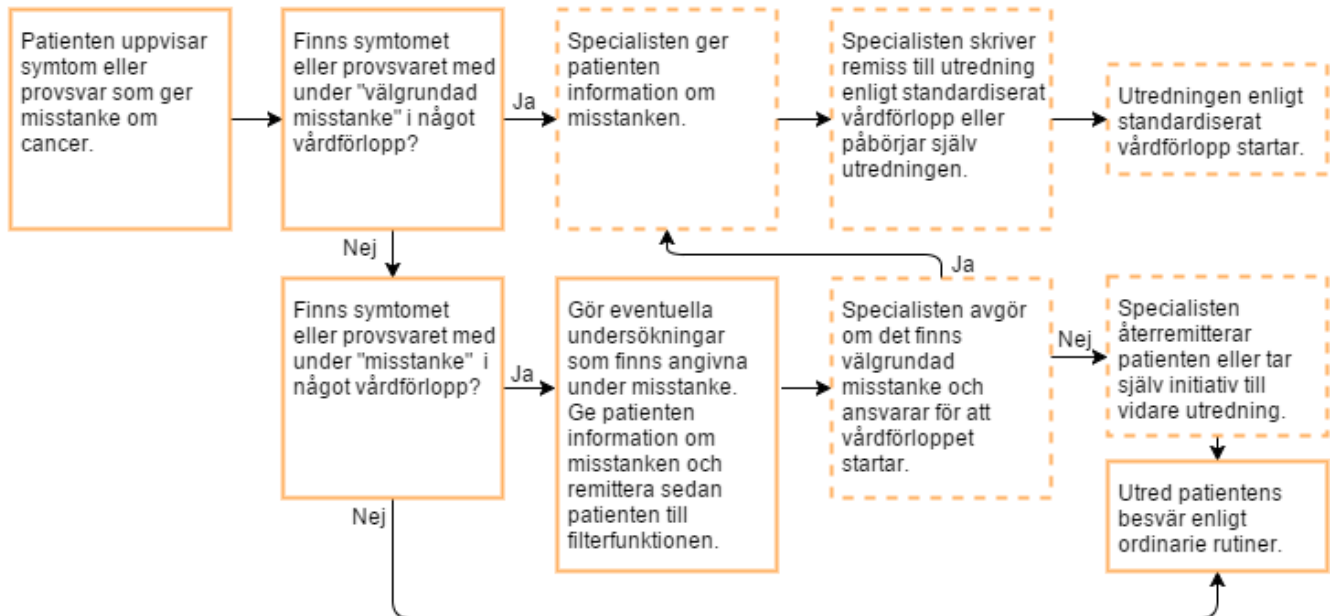 Patienten uppvisar
symtom eller
provsvar som ger
misstanke om
cancer.
Finns symtomet
eller provsvaret med
under "välgrundad
misstanke" i något
vårdförlopp?
Ja
Specialisten ger
patienten
information om
misstanken.
Specialisten skriver
remiss till utredning
enligt standardiserat
vårdförlopp eller
påbörjar själv
utredningen.
Utredningen enligt
standardiserat
vårdförlopp startar.
Nej
Ja
Finns symtomet
eller provsvaret med
under "misstanke" i
något vårdförlopp?
Ja
Gör eventuella
undersökningar
som finns angivna
under misstanke.
Ge patienten
information om
misstanken och
remittera sedan
patienten till
filterfunktionen.
Specialisten avgör
om det finns
välgrundad
misstanke och
ansvarar för att
vårdförloppet
startar.
Nej
Specialisten
återremitterar
patienten eller tar
själv initiativ till
vidare utredning.
Nej
Utred patientens
besvär enligt
ordinarie rutiner.